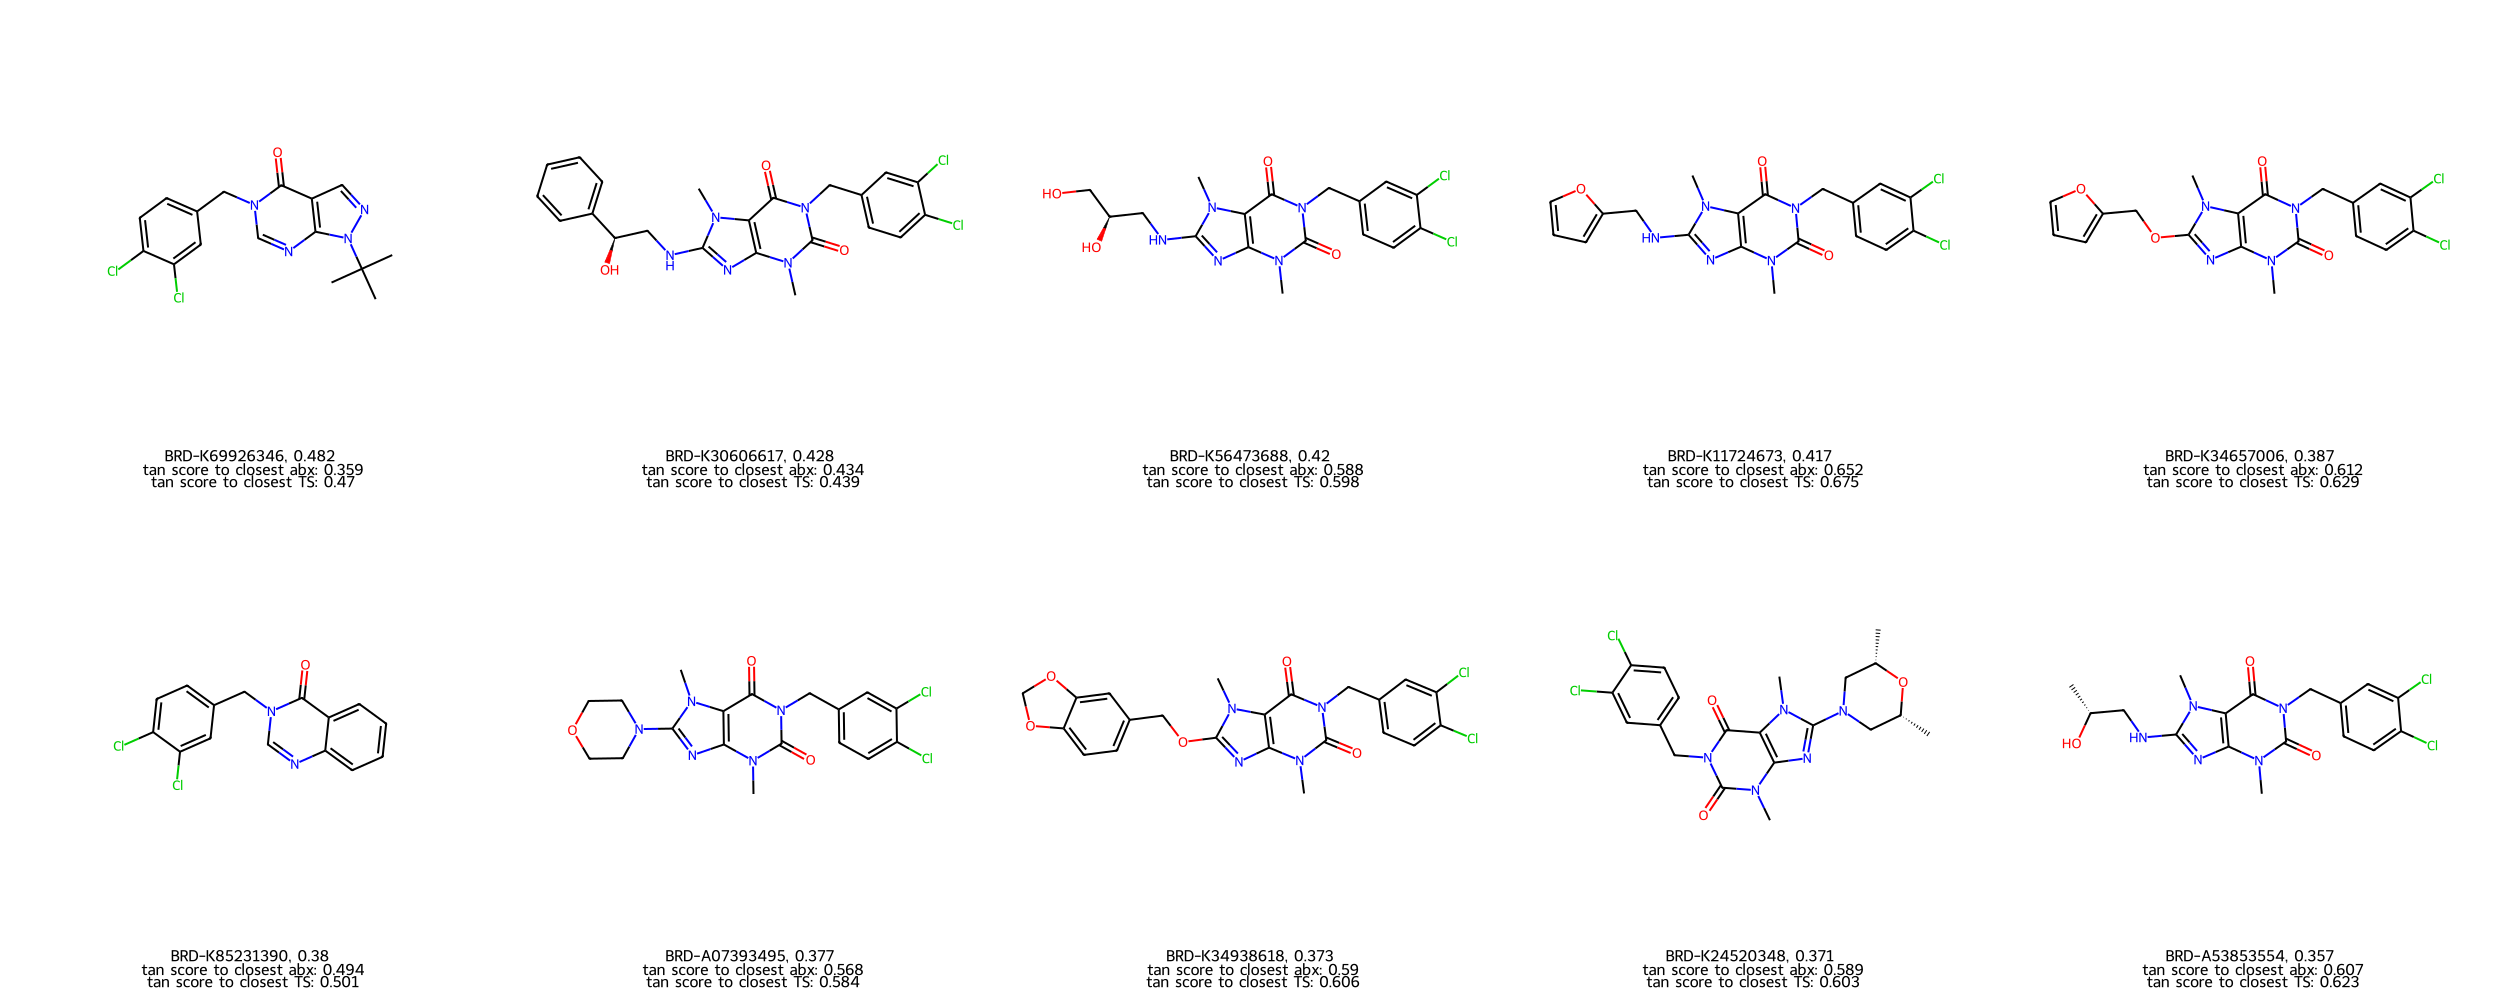 BRD-K69926346, 0.482
tan score to closest abx: 0.359
tan score to closest TS: 0.47
BRD-K30606617, 0.428
tan score to closest abx: 0.434
tan score to closest TS: 0.439
BRD-K56473688, 0.42
tan score to closest abx: 0.588
tan score to closest TS: 0.598
BRD-K11724673, 0.417
tan score to closest abx: 0.652
tan score to closest TS: 0.675
BRD-K34657006, 0.387
tan score to closest abx: 0.612
tan score to closest TS: 0.629
BRD-K85231390, 0.38
tan score to closest abx: 0.494
tan score to closest TS: 0.501
BRD-A07393495, 0.377
tan score to closest abx: 0.568
tan score to closest TS: 0.584
BRD-K34938618, 0.373
tan score to closest abx: 0.59
tan score to closest TS: 0.606
BRD-K24520348, 0.371
tan score to closest abx: 0.589
tan score to closest TS: 0.603
BRD-A53853554, 0.357
tan score to closest abx: 0.607
tan score to closest TS: 0.623